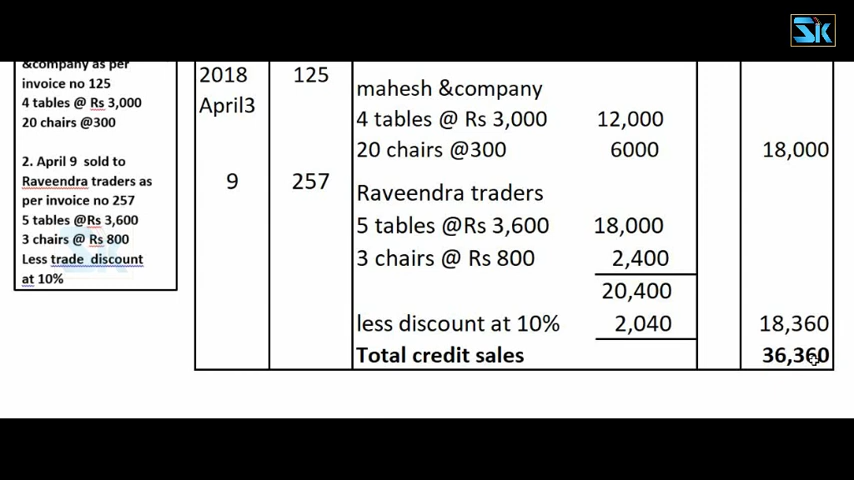 SK
&company as per
invoice no 125
4 tables @ Rs 3,000
20 chairs @300
2. April 9 sold to
Raveendra traders as
per invoice no 257
5 tables @Rs 3,600
3 chairs @ Rs 800
Less trade discount
at 10%
2018 125
April3 mahesh &company
4 tables @ Rs 3,000 12,000
20 chairs @300 6000 18,000
9 257 Raveendra traders
5 tables @Rs 3,600 18,000
3 chairs @ Rs 800 2,400
20,400
less discount at 10% 2,040 18,360
Total credit sales 36,360